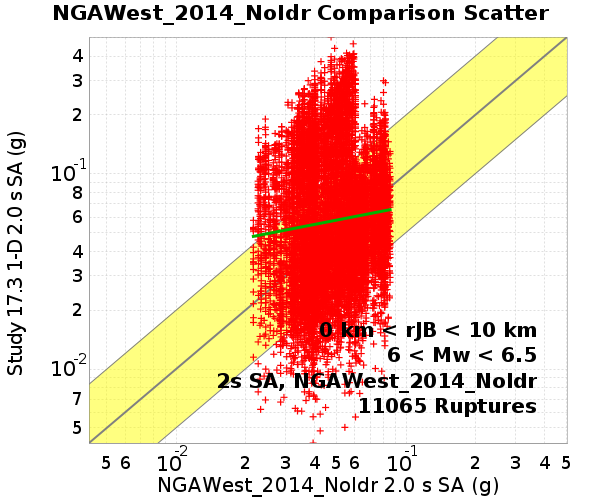 NGAWest_2014_NoIdr Comparison Scatter
Study 17.3 1-D 2.0 s SA (g)
4
3
2
10^-1
8
6
4
3
2
10^-2
7
5
0 km < rJB < 10 km
6 < Mw < 6.5
2s SA, NGAWest_2014_NoIdr
11065 Ruptures
5 6 10^-2 2 3 4 5 6 10^-1 2 3 4 5
NGAWest_2014_NoIdr 2.0 s SA (g)